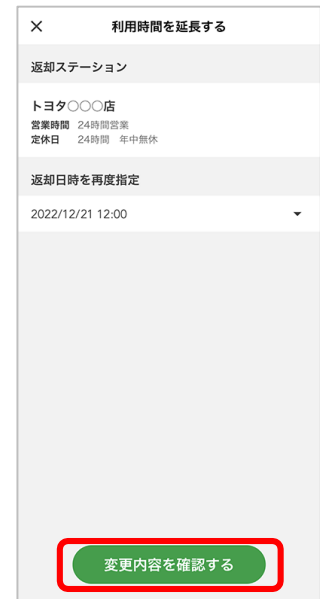 × 利用時間を延長する
返却ステーション
トヨタ○○○店
営業時間 24時間営業
定休日 24時間 年中無休
返却日時を再度指定
2022/12/21 12:00
変更内容を確認する